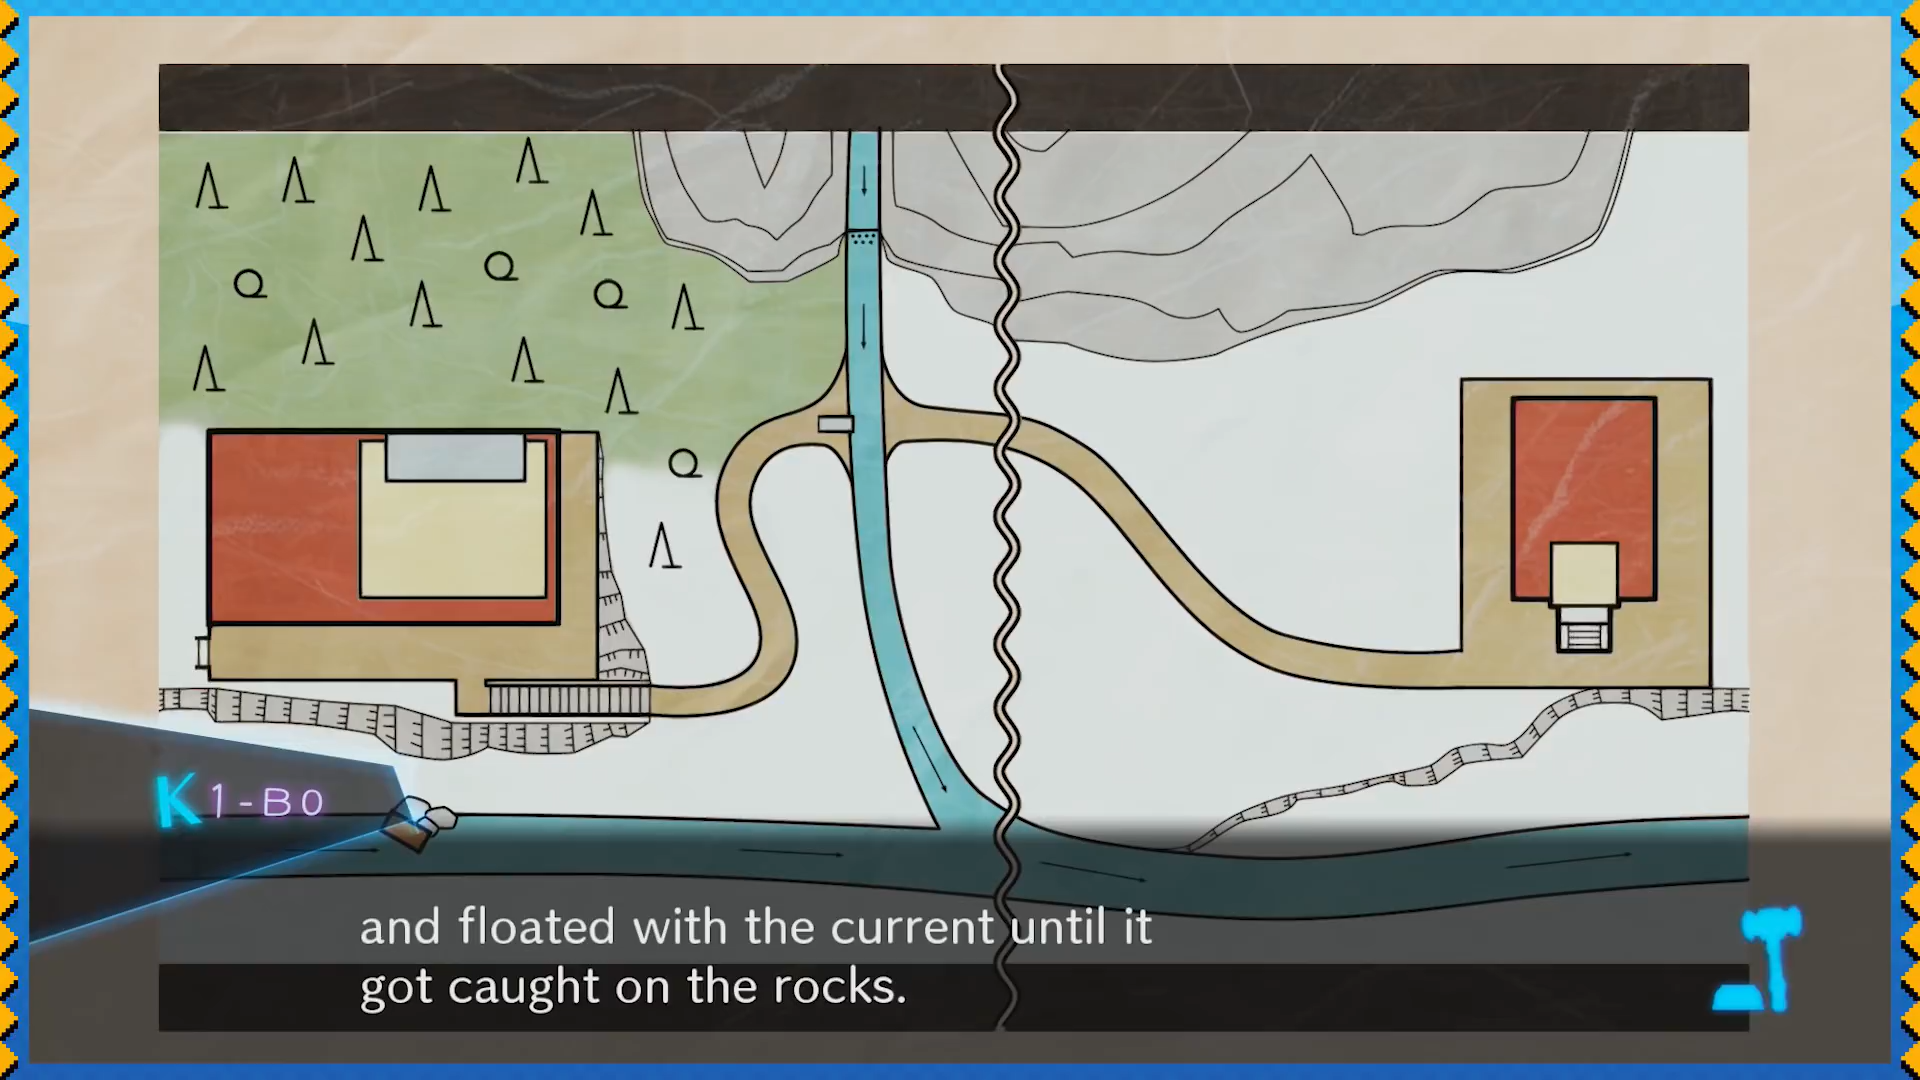 K1-B0
and floated with the current until it
got caught on the rocks.